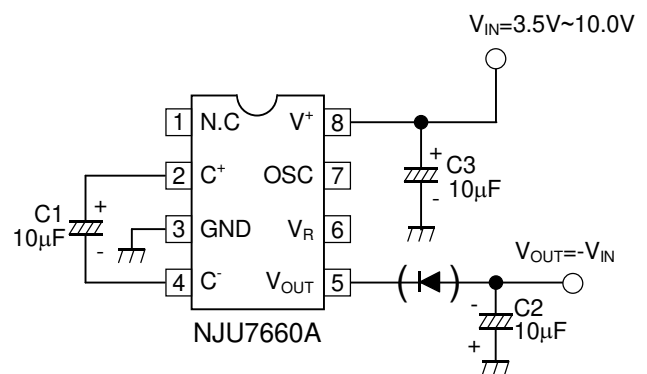 V_IN=3.5V~10.0V
1 N.C V+ 8
2 C+ OSC 7
3 GND V_R 6
4 C- V_OUT 5
C1
10µF
+
-
+
C3
10µF
-
V_OUT=-V_IN
( )
-
C2
10µF
+
NJU7660A